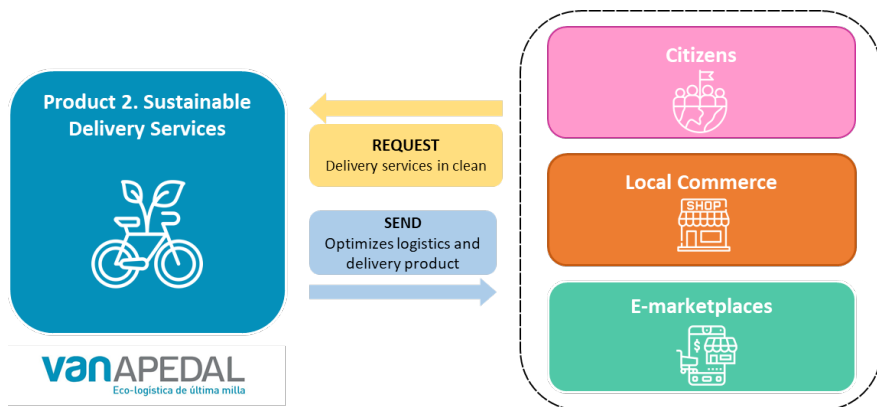 Product 2. Sustainable
Delivery Services
vanAPEDAL
Eco-logística de última milla
REQUEST
Delivery services in clean
SEND
Optimizes logistics and
delivery product
Citizens
Local Commerce
SHOP
E-marketplaces
$